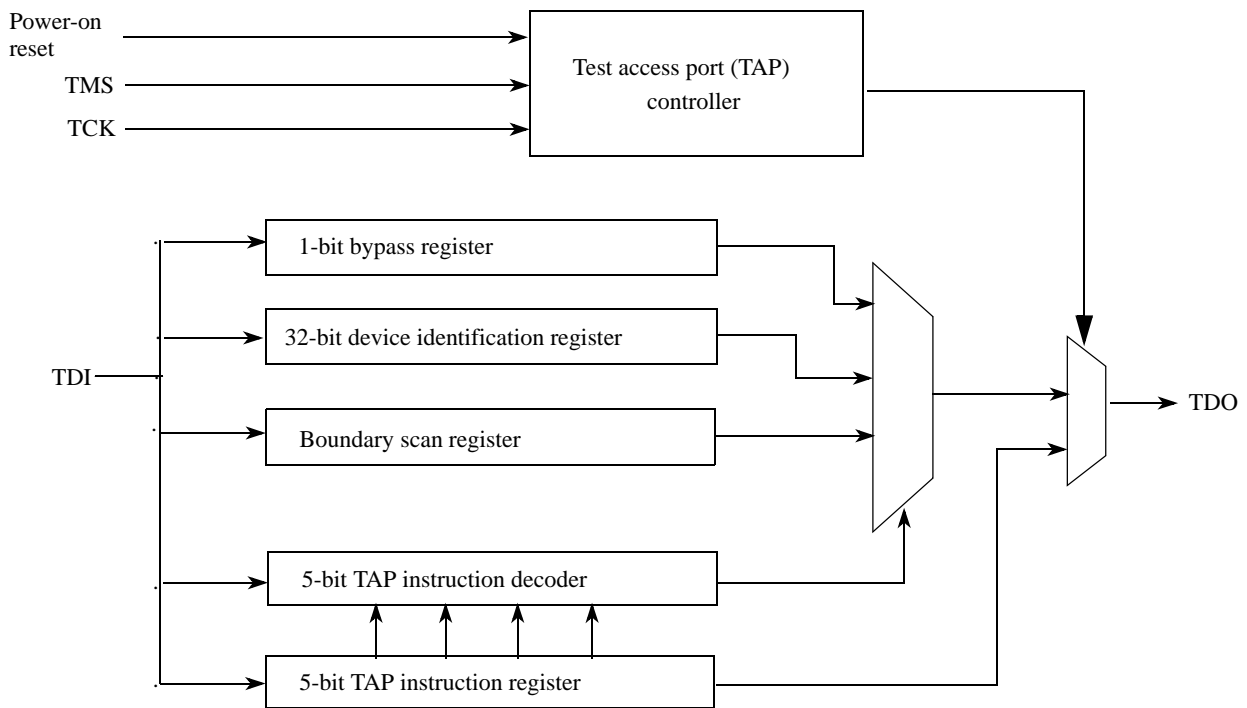 Power-on
reset
TMS
TCK
Test access port (TAP)
controller
1-bit bypass register
32-bit device identification register
TDI
Boundary scan register
TDO
5-bit TAP instruction decoder
5-bit TAP instruction register